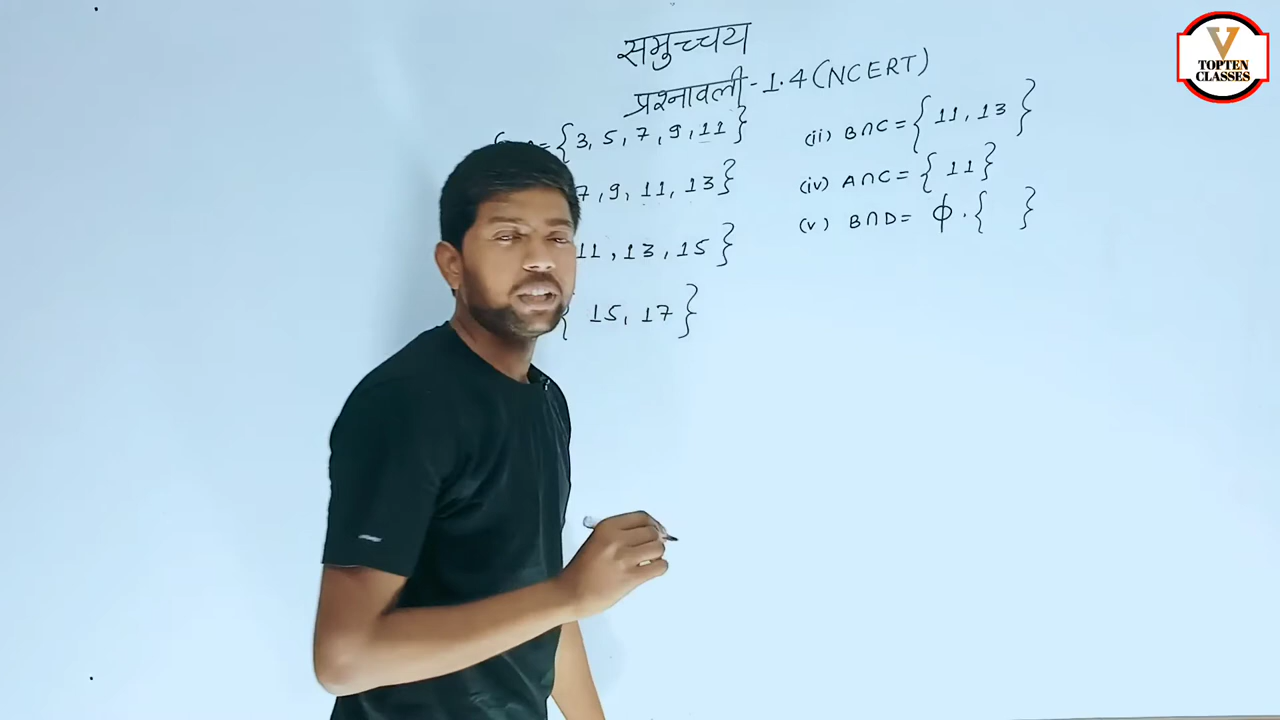 समुच्चय
प्रश्नावली-1.4(NCERT)
={3, 5, 7, 9, 11}
7, 9, 11, 13}
11, 13, 15}
{ 15, 17}
(ii) B∩C = { 11, 13 }
(iv) A∩C = { 11}
(v) B∩D = ϕ . { }
V
TOPTEN
CLASSES